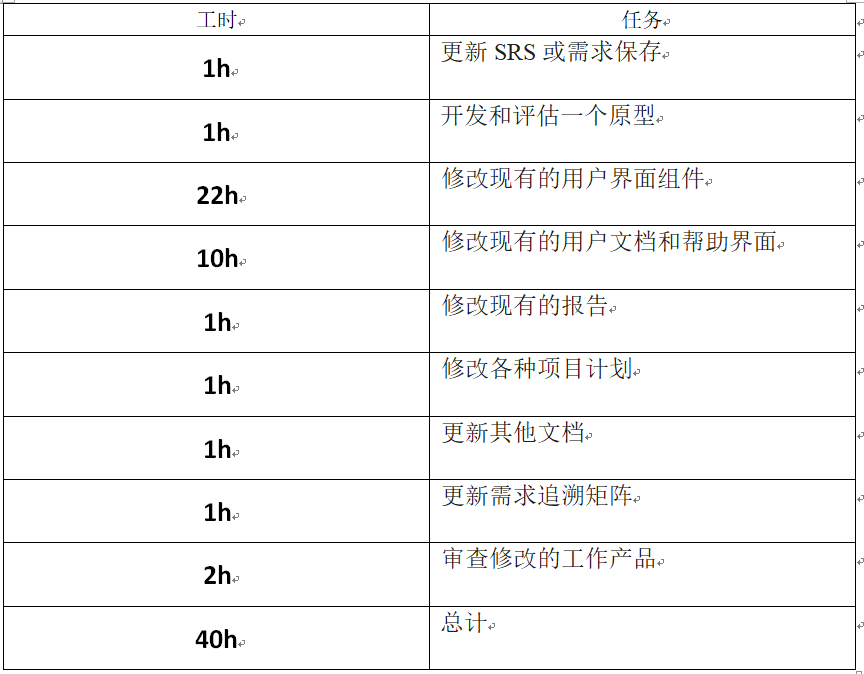 工时 任务
1h 更新 SRS 或需求保存
1h 开发和评估一个原型
22h 修改现有的用户界面组件
10h 修改现有的用户文档和帮助界面
1h 修改现有的报告
1h 修改各种项目计划
1h 更新其他文档
1h 更新需求追溯矩阵
2h 审查修改的工作产品
40h 总计